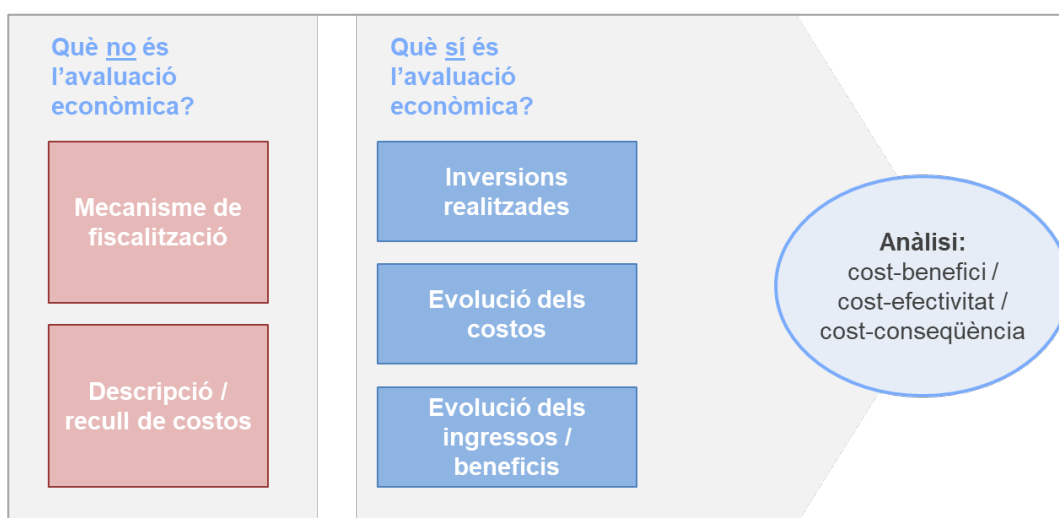 Què no és
l’avaluació
econòmica?
Mecanisme de
fiscalització
Descripció /
recull de costos
Què sí és
l’avaluació
econòmica?
Inversions
realitzades
Evolució dels
costos
Evolució dels
ingressos /
beneficis
Anàlisi:
cost-benefici /
cost-efectivitat /
cost-conseqüència